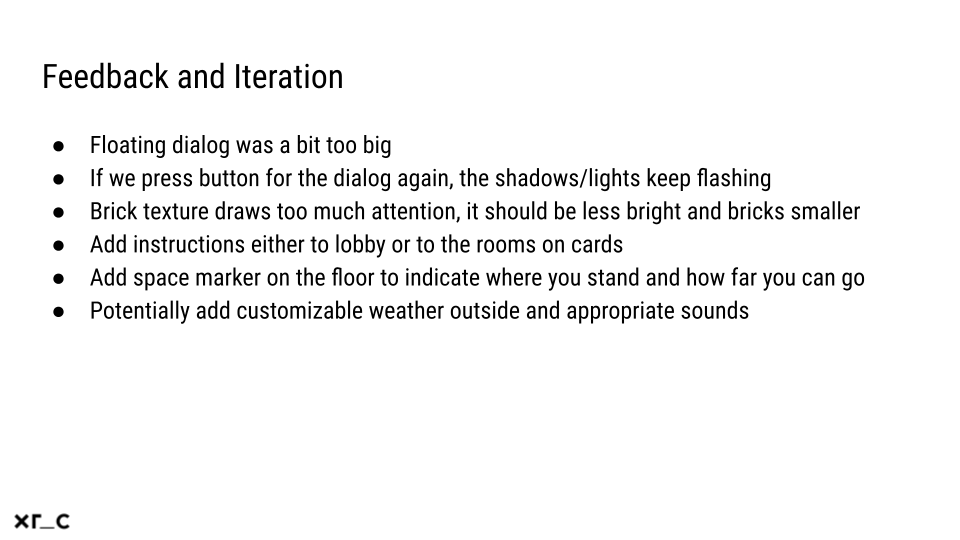 Feedback and Iteration
● Floating dialog was a bit too big
● If we press button for the dialog again, the shadows/lights keep flashing
● Brick texture draws too much attention, it should be less bright and bricks smaller
● Add instructions either to lobby or to the rooms on cards
● Add space marker on the floor to indicate where you stand and how far you can go
● Potentially add customizable weather outside and appropriate sounds
xr_c